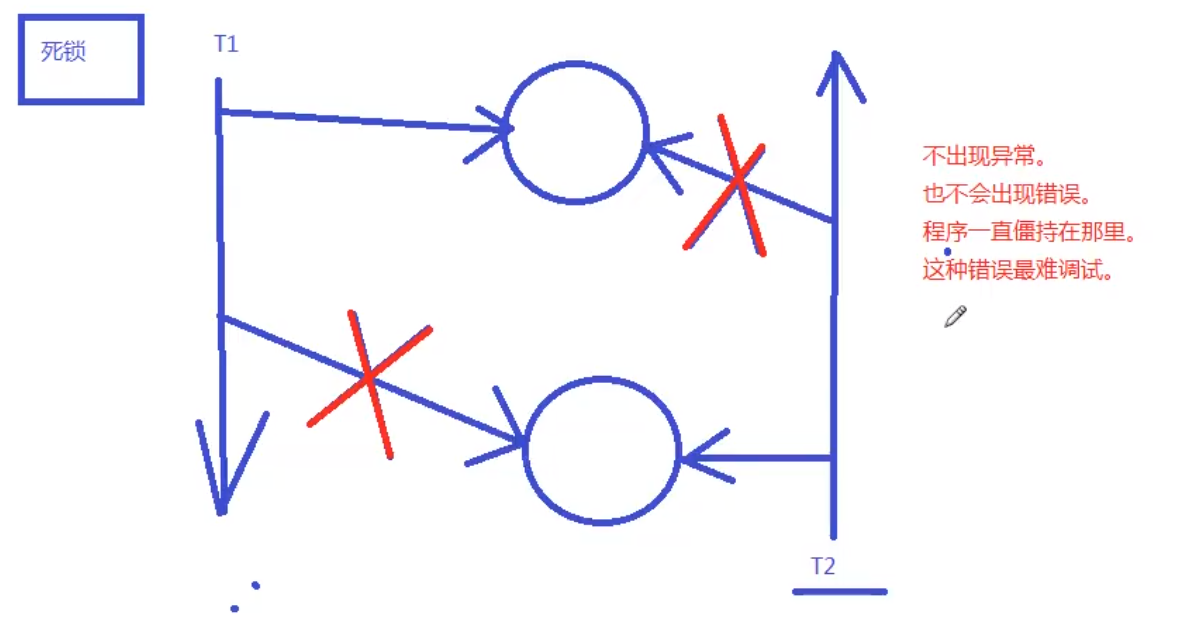 死锁
T1
不出现异常。
也不会出现错误。
程序一直僵持在那里。
这种错误最难调试。
T2